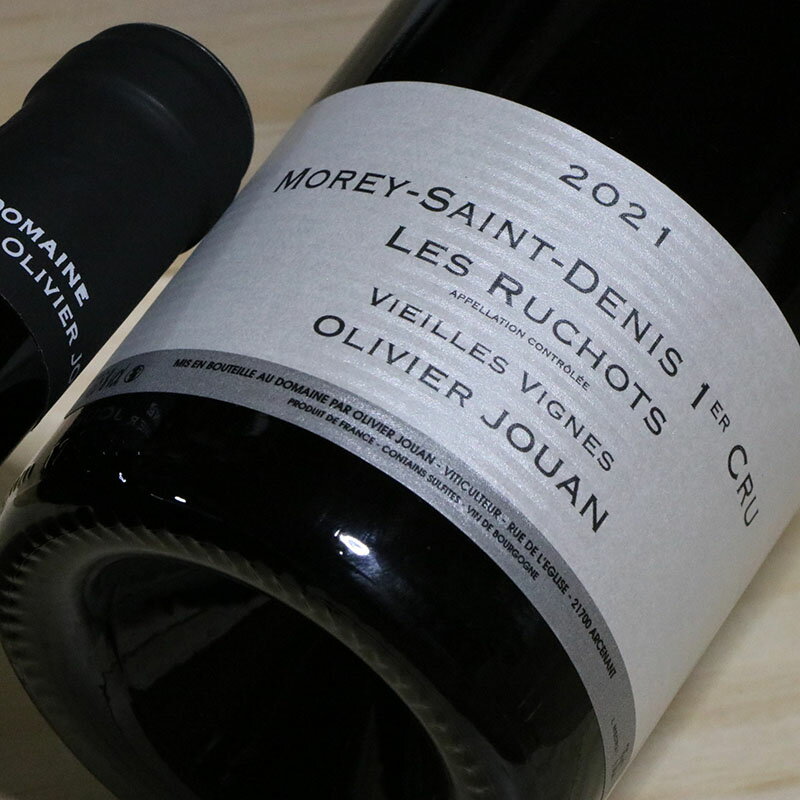 2021
MOREY-SAINT-DENIS 1ER CRU
LES RUCHOTS
APPELLATION CONTRÔLÉE
VIEILLES VIGNES
OLIVIER JOUAN
MIS EN BOUTEILLE AU DOMAINE PAR OLIVIER JOUAN - VITICULTEUR - RUE DE L'EGLISE - 21700 ARCENANT
PRODUIT DE FRANCE - CONTAINS SULFITES - VIN DE BOURGOGNE
DOMAINE
OLIVIER JO